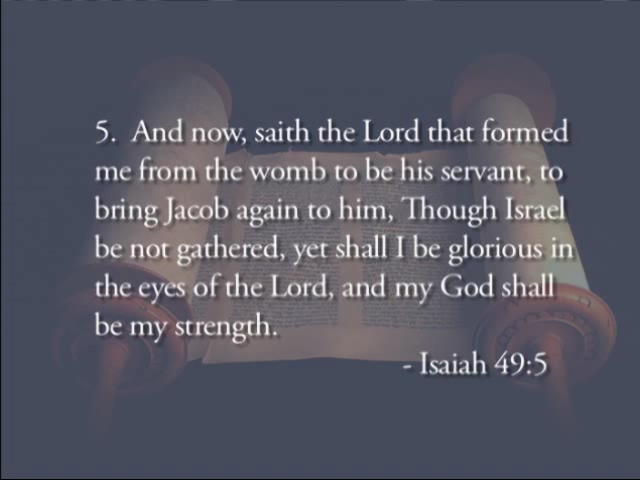 5. And now, saith the Lord that formed
me from the womb to be his servant, to
bring Jacob again to him, Though Israel
be not gathered, yet shall I be glorious in
the eyes of the Lord, and my God shall
be my strength.
- Isaiah 49:5